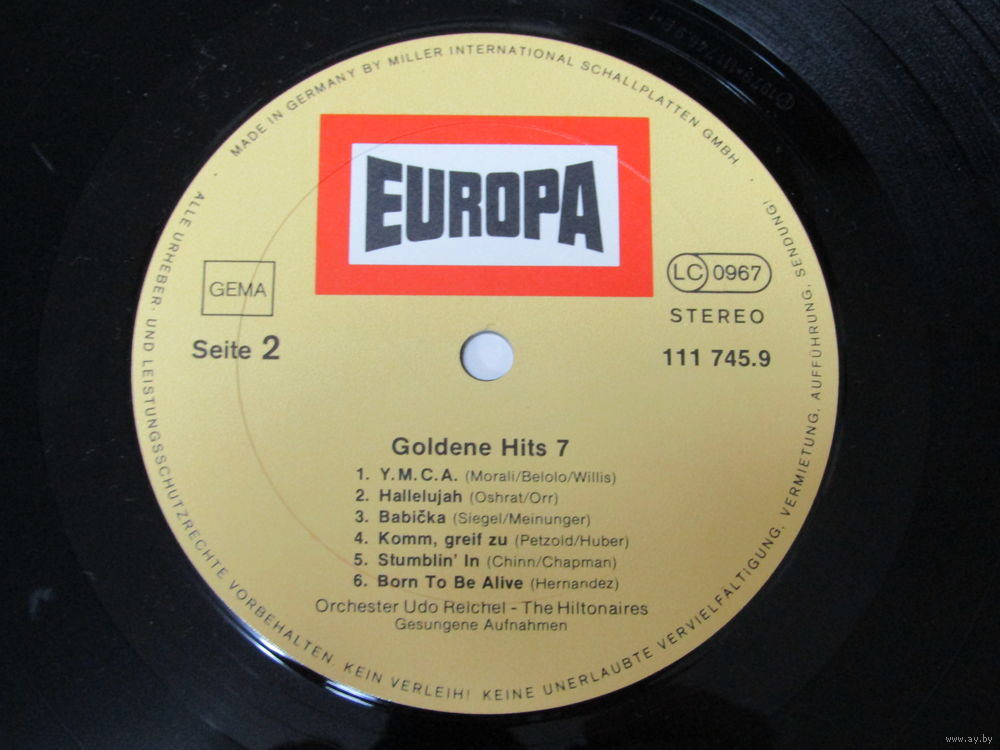 MADE IN GERMANY BY MILLER INTERNATIONAL SCHALLPLATTEN GMBH
EUROPA
GEMA
LC 0967
STEREO
Seite 2
111 745.9
Goldene Hits 7
1. Y.M.C.A. (Morali/Belolo/Willis)
2. Hallelujah (Oshrat/Orr)
3. Babička (Siegel/Meinunger)
4. Komm, greif zu (Petzold/Huber)
5. Stumblin' In (Chinn/Chapman)
6. Born To Be Alive (Hernandez)
Orchester Udo Reichel - The Hiltonaires
Gesungene Aufnahmen
ALLE URHEBER- UND LEISTUNGSSCHUTZRECHTE VORBEHALTEN. KEIN VERLEIH! KEINE UNERLAUBTE VERVIELFÄLTIGUNG, VERMIETUNG, AUFFÜHRUNG, SENDUNG!
www.ay.by